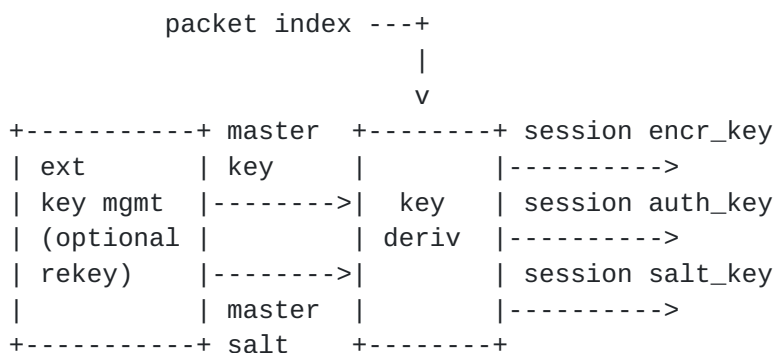 packet index ---+
|
v
+-----------+ master +--------+ session encr_key
| ext | key | |---------->
| key mgmt |-------->| key | session auth_key
| (optional | | deriv |---------->
| rekey) |-------->| | session salt_key
| | master | |---------->
+-----------+ salt +--------+